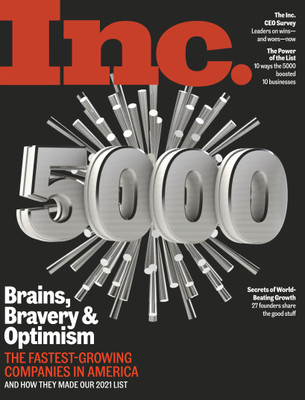 Inc.
The Inc.
CEO Survey
Leaders on wins—
and woes—now
The Power
of the List
10 ways the 5000
boosted
10 businesses
5000
Brains,
Bravery &
Optimism
THE FASTEST-GROWING
COMPANIES IN AMERICA
AND HOW THEY MADE OUR 2021 LIST
Secrets of World-
Beating Growth
27 founders share
the good stuff